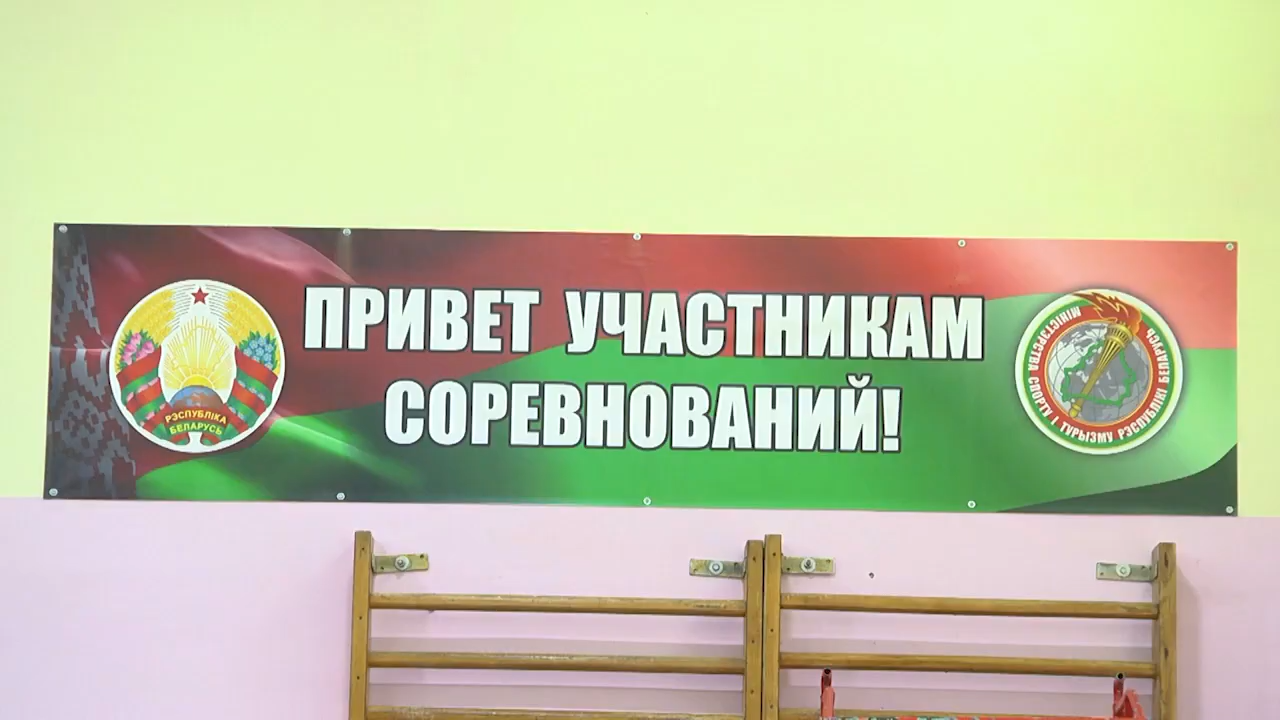 ПРИВЕТ УЧАСТНИКАМ
СОРЕВНОВАНИЙ!
РЭСПУБЛІКА
БЕЛАРУСЬ
МІНІСТЭРСТВА СПОРТУ І ТУРЫЗМУ РЭСПУБЛІКІ БЕЛАРУСЬ